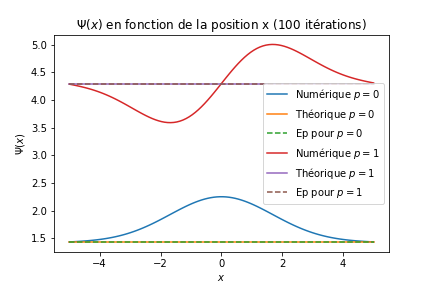 Ψ(x) en fonction de la position x (100 itérations)
5.0
4.5
4.0
3.5
3.0
2.5
2.0
1.5
Ψ(x)
Numérique p = 0
Théorique p = 0
Ep pour p = 0
Numérique p = 1
Théorique p = 1
Ep pour p = 1
−4 −2 0 2 4
x